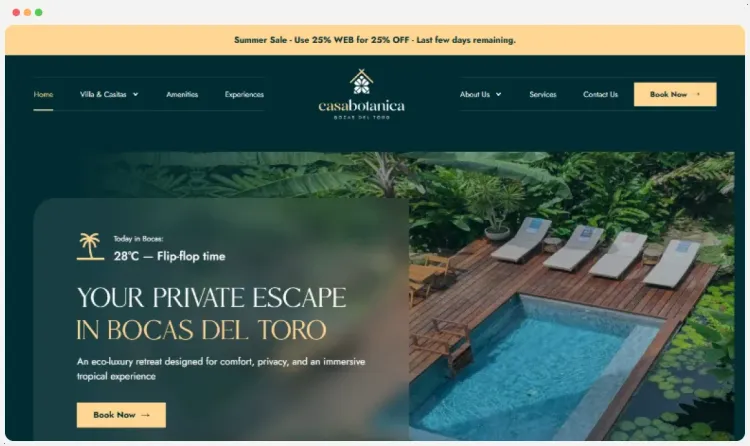 Summer Sale - Use 25% WEB for 25% OFF - Last few days remaining.
Home Villa & Casitas Amenities Experiences
casabotanica
BOCAS DEL TORO
About Us Services Contact Us Book Now →
Today in Bocas:
28°C — Flip-flop time
YOUR PRIVATE ESCAPE
IN BOCAS DEL TORO
An eco-luxury retreat designed for comfort, privacy, and an immersive
tropical experience
Book Now →